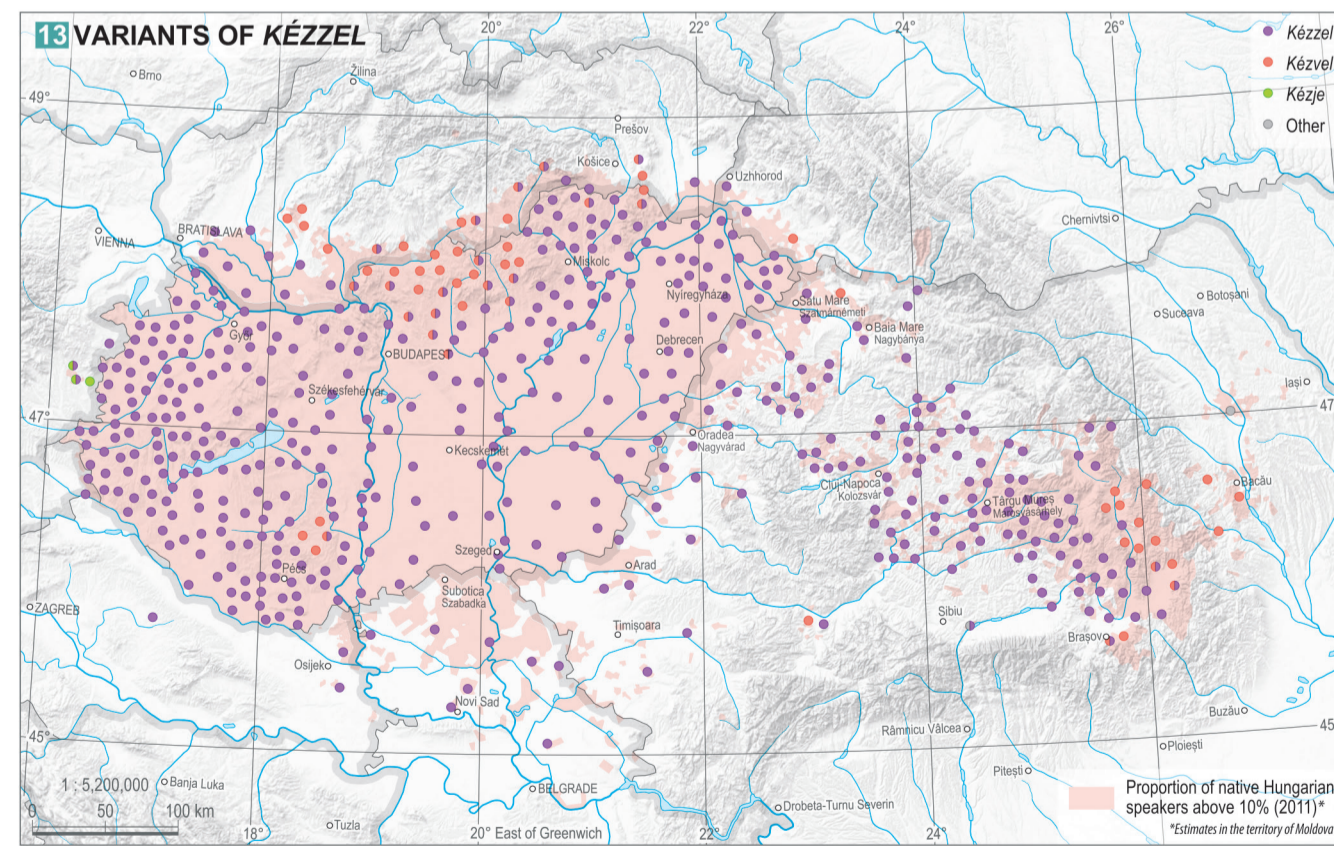 13 VARIANTS OF KÉZZEL
20°
22°
24°
26°
Kézzel
Kézvel
Kézje
Other
Brno
Žilina
49°
Prešov
Košice
Uzhhorod
Chernivtsi
VIENNA
BRATISLAVA
Miskolc
Nyíregyháza
Satu Mare
Szatmárnémeti
Botoșani
Suceava
Győr
BUDAPEST
Debrecen
Baia Mare
Nagybánya
Székesfehérvár
Iași
47°
47
Kecskemét
Oradea
Nagyvárad
Cluj-Napoca
Kolozsvár
Târgu Mureș
Marosvásárhely
Bacău
Szeged
Pécs
Arad
Subotica
Szabadka
ZAGREB
Timișoara
Sibiu
Brașov
Osijek
Novi Sad
Buzău
Râmnicu Vâlcea
45°
45
Ploiești
Pitești
1 : 5,200,000
Banja Luka
BELGRADE
Drobeta-Turnu Severin
Proportion of native Hungarian
speakers above 10% (2011)*
*Estimates in the territory of Moldova
0 50 100 km
Tuzla
18°
20° East of Greenwich
22°
24°